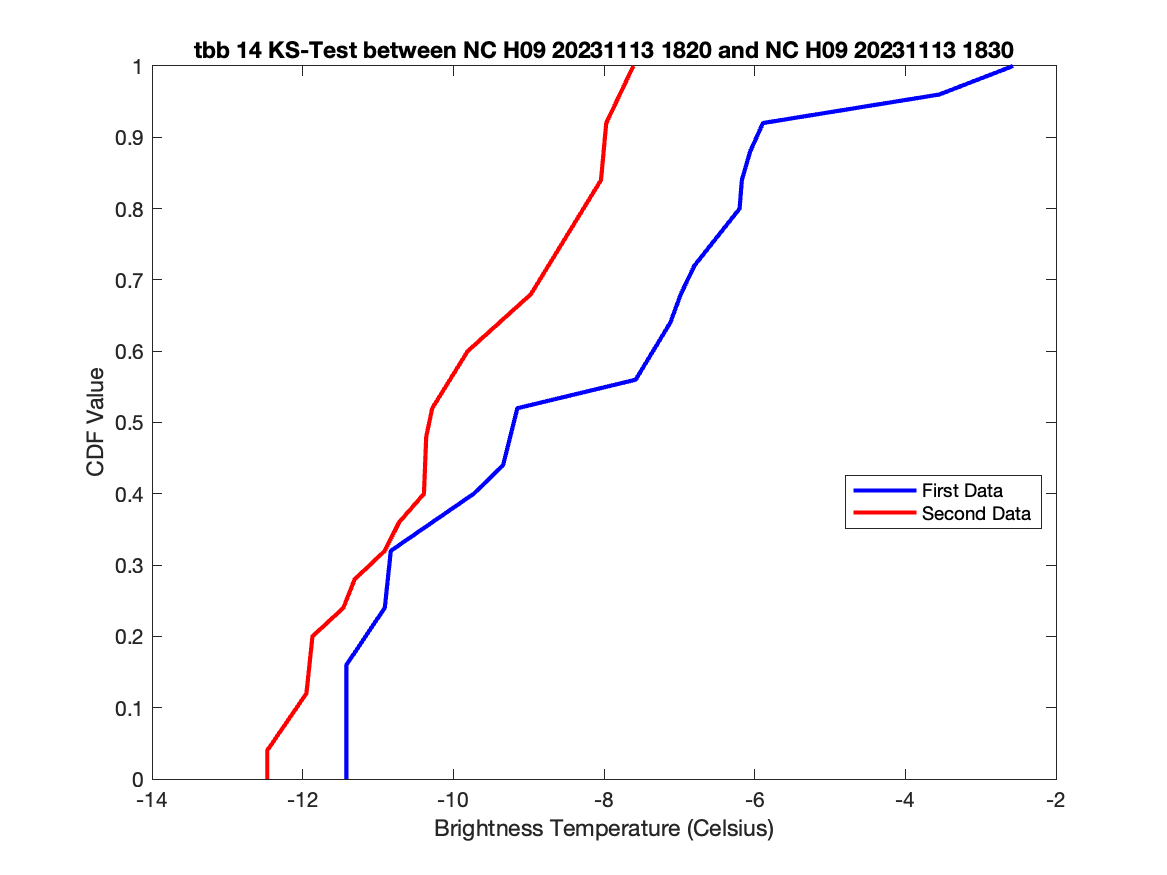 tbb 14 KS-Test between NC H09 20231113 1820 and NC H09 20231113 1830
1
0.9
0.8
0.7
0.6
0.5
0.4
0.3
0.2
0.1
0
CDF Value
First Data
Second Data
-14 -12 -10 -8 -6 -4 -2
Brightness Temperature (Celsius)